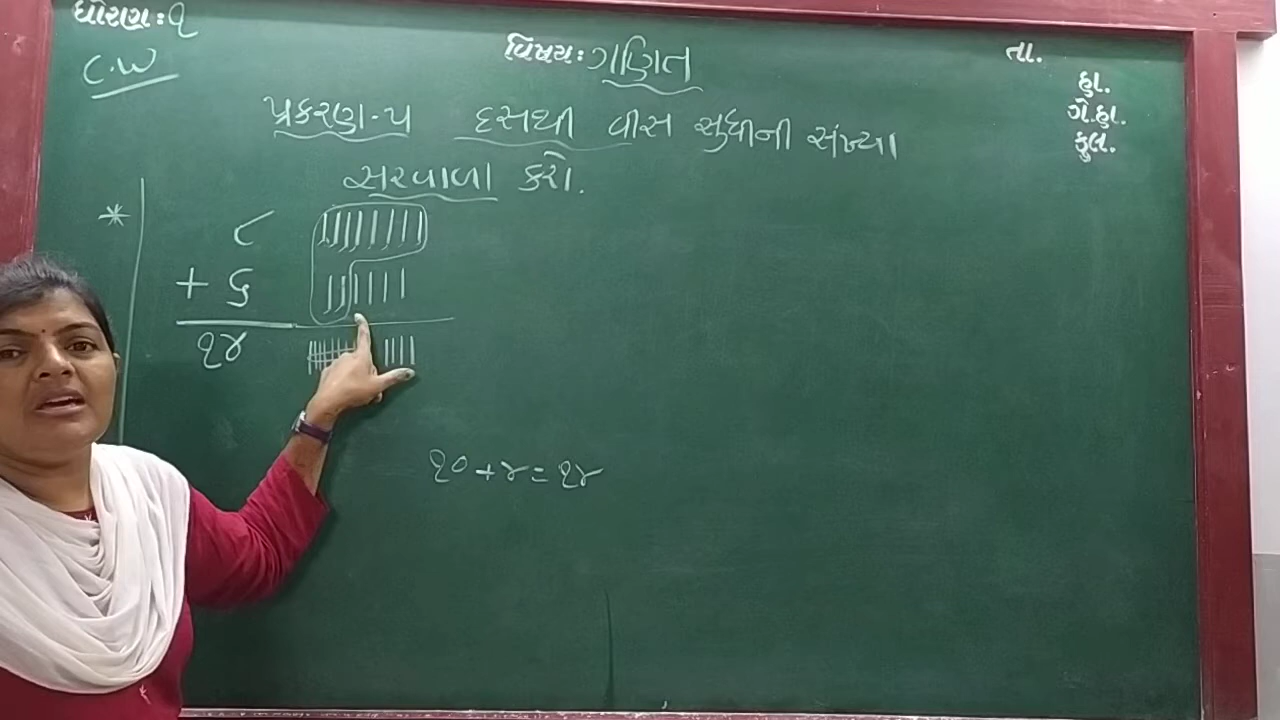 ધોરણ: ૧
વિષય: ગણિત
તા.
C.W
હા.
ગે.હા.
કુલ.
પ્રકરણ-૫ દસથી વીસ સુધીની સંખ્યા
સરવાળા કરો.
* ૮
+ ૬
૧૪
૧૦+૪=૧૪